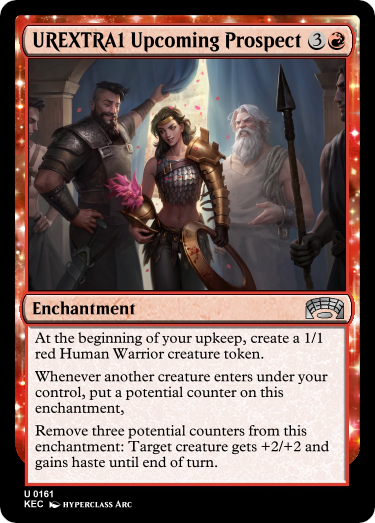 UREXTRA1 Upcoming Prospect 3
Enchantment
At the beginning of your upkeep, create a 1/1
red Human Warrior creature token.
Whenever another creature enters under your
control, put a potential counter on this
enchantment,
Remove three potential counters from this
enchantment: Target creature gets +2/+2 and
gains haste until end of turn.
U 0161
KEC HYPERCLASS ARC